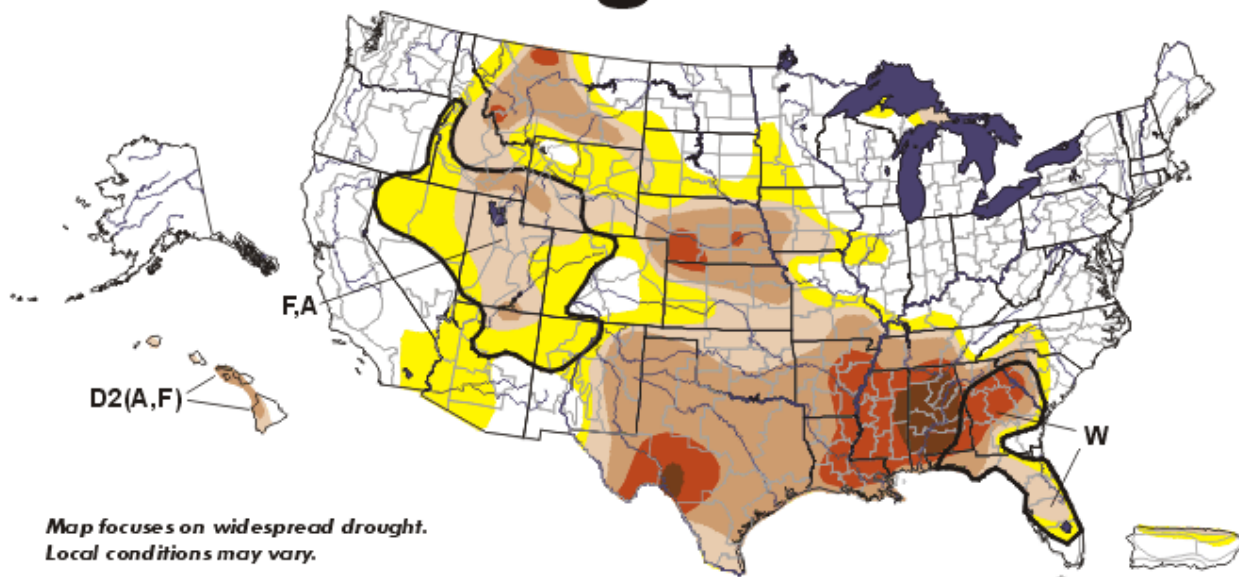 F,A
D2(A,F)
W
Map focuses on widespread drought.
Local conditions may vary.